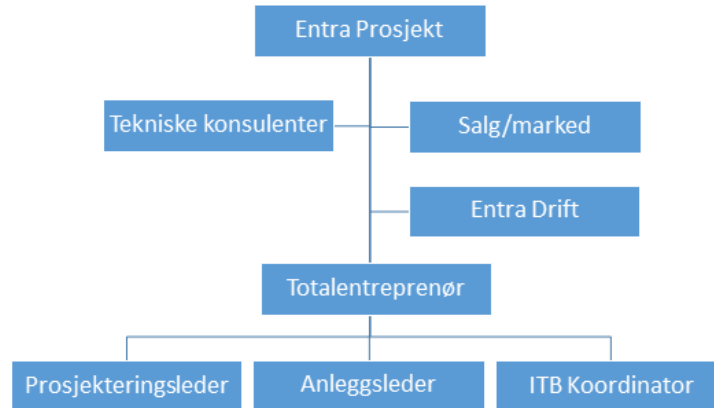 Entra Prosjekt
Tekniske konsulenter
Salg/marked
Entra Drift
Totalentreprenør
Prosjekteringsleder
Anleggsleder
ITB Koordinator